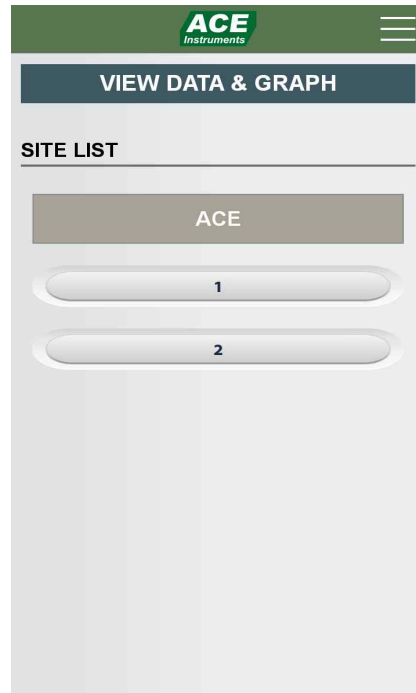 ACE
Instruments
VIEW DATA & GRAPH
SITE LIST
ACE
1
2